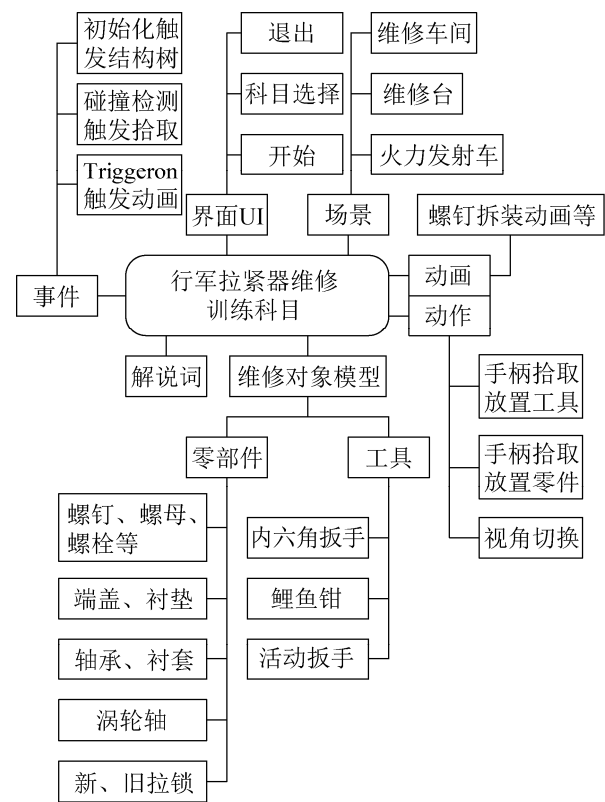 初始化触
发结构树
碰撞检测
触发拾取
Triggeron
触发动画
事件
退出
科目选择
开始
界面UI
维修车间
维修台
火力发射车
场景
螺钉拆装动画等
行军拉紧器维修
训练科目
动画
动作
解说词
维修对象模型
手柄拾取
放置工具
手柄拾取
放置零件
视角切换
零部件
工具
螺钉、螺母、
螺栓等
端盖、衬垫
轴承、衬套
涡轮轴
新、旧拉锁
内六角扳手
鲤鱼钳
活动扳手